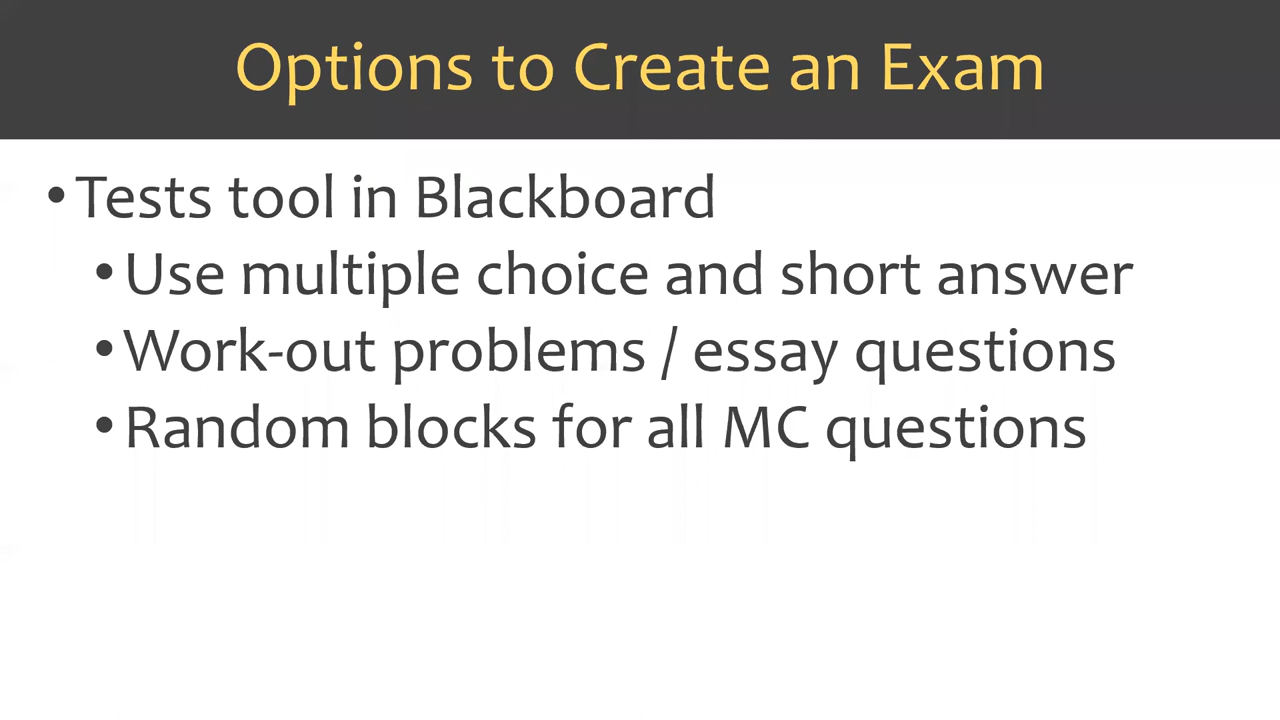 Options to Create an Exam
•Tests tool in Blackboard
•Use multiple choice and short answer
•Work-out problems / essay questions
•Random blocks for all MC questions